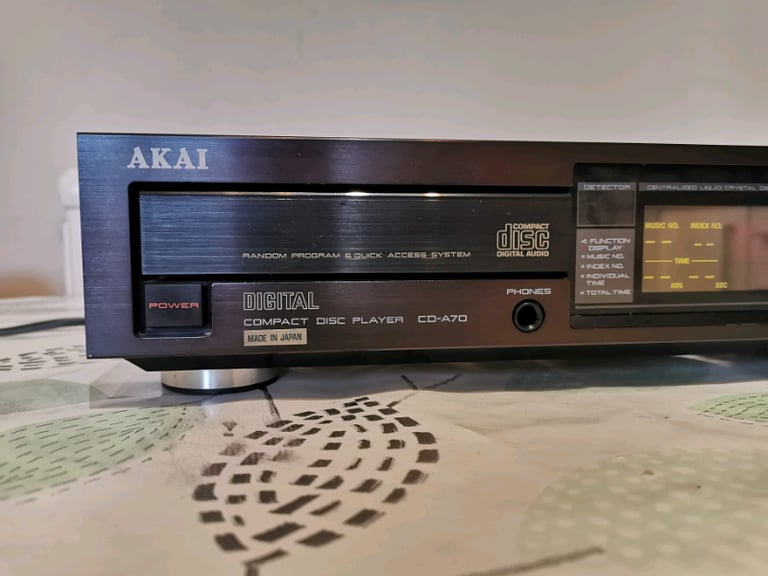 AKAI
DETECTOR
CENTRALIZED LIQUID CRYSTAL
COMPACT
disc
DIGITAL AUDIO
RANDOM PROGRAM & QUICK ACCESS SYSTEM
4 FUNCTION
DISPLAY
• MUSIC NO.
• INDEX NO.
• INDIVIDUAL
TIME
• TOTAL TIME
MUSIC NO. INDEX NO.
TIME
MIN SEC
POWER
DIGITAL
COMPACT DISC PLAYER CD-A70
MADE IN JAPAN
PHONES